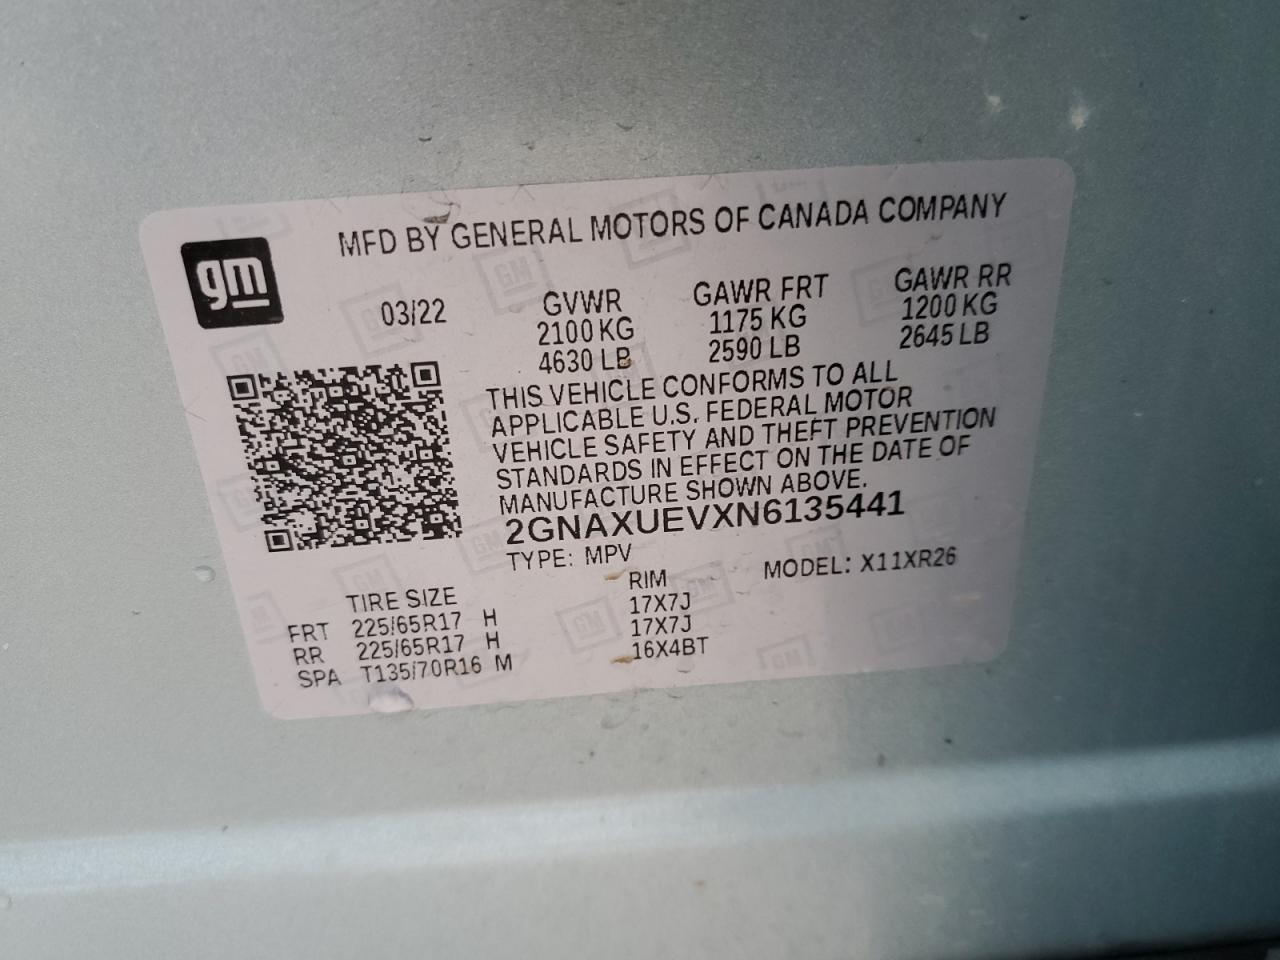 MFD BY GENERAL MOTORS OF CANADA COMPANY
gm
03/22 GVWR GAWR FRT GAWR RR
2100 KG 1175 KG 1200 KG
4630 LB 2590 LB 2645 LB
THIS VEHICLE CONFORMS TO ALL
APPLICABLE U.S. FEDERAL MOTOR
VEHICLE SAFETY AND THEFT PREVENTION
STANDARDS IN EFFECT ON THE DATE OF
MANUFACTURE SHOWN ABOVE.
2GNAXUEVXN6135441
TYPE: MPV MODEL: X11XR26
TIRE SIZE RIM
FRT 225/65R17 H 17X7J
RR 225/65R17 H 17X7J
SPA T135/70R16 M 16X4BT